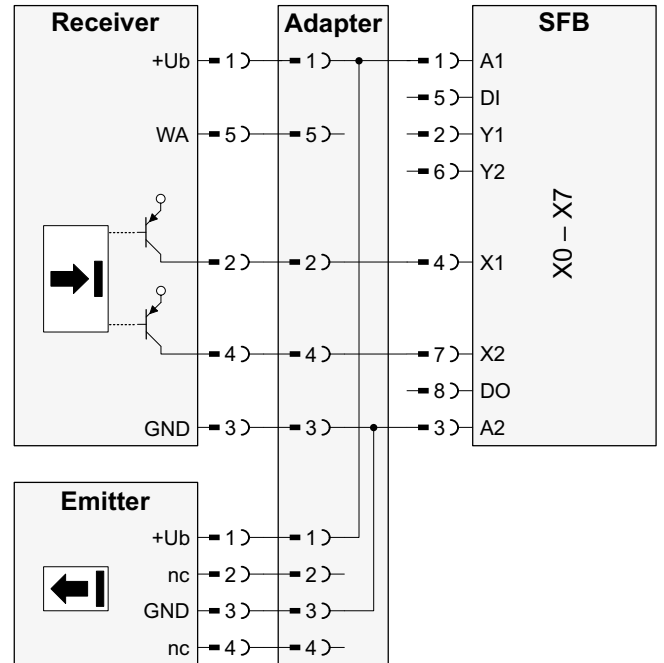 Receiver Adapter SFB
+Ub 1 1 1 A1
5 DI
WA 5 5 2 Y1
6 Y2
X0 – X7
2 2 4 X1
4 4 7 X2
8 DO
GND 3 3 3 A2
Emitter
+Ub 1 1
nc 2 2
GND 3 3
nc 4 4